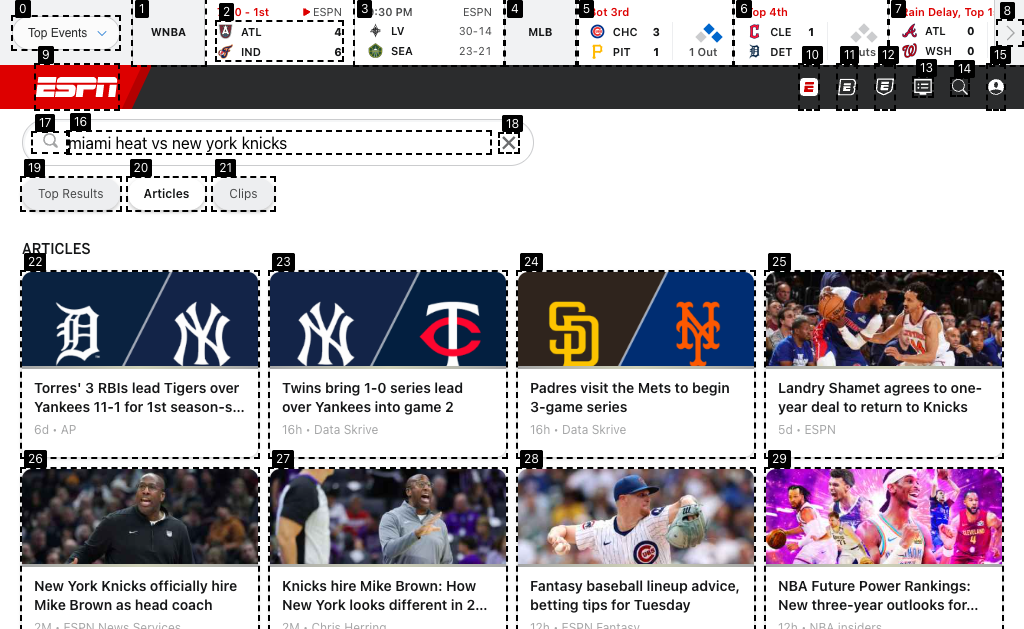 0
Top Events
1
WNBA
2
0 - 1st
ESPN
ATL 4
IND 6
3
:30 PM
ESPN
LV 30-14
SEA 23-21
4
MLB
5
Bot 3rd
CHC 3
PIT 1
1 Out
6
Top 4th
CLE 1
DET
uts
7
Rain Delay, Top 1
ATL 0
WSH 0
8
9
ESPN
10
11
12
13
14
15
17
16
miami heat vs new york knicks
18
19
Top Results
20
Articles
21
Clips
ARTICLES
22
Torres' 3 RBIs lead Tigers over
Yankees 11-1 for 1st season-s...
6d • AP
23
Twins bring 1-0 series lead
over Yankees into game 2
16h • Data Skrive
24
Padres visit the Mets to begin
3-game series
16h • Data Skrive
25
Landry Shamet agrees to one-
year deal to return to Knicks
5d • ESPN
26
New York Knicks officially hire
Mike Brown as head coach
2M • ESPN News Services
27
Knicks hire Mike Brown: How
New York looks different in 2...
2M • Chris Herring
28
Fantasy baseball lineup advice,
betting tips for Tuesday
12h • ESPN Fantasy
29
NBA Future Power Rankings:
New three-year outlooks for...
12h • NBA insiders